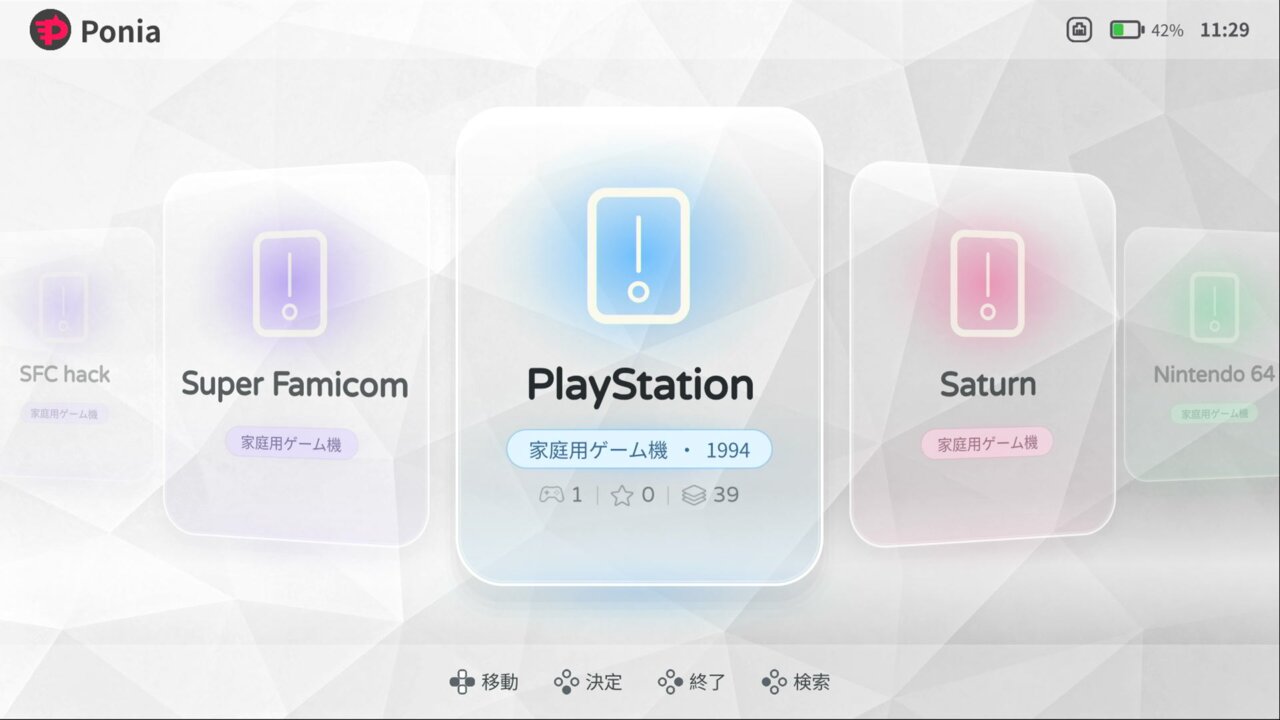 Ponia
42% 11:29
SFC hack
家庭用ゲーム機
Super Famicom
家庭用ゲーム機
PlayStation
家庭用ゲーム機 ・ 1994
1 | 0 | 39
Saturn
家庭用ゲーム機
Nintendo 64
家庭用ゲーム機
移動 決定 終了 検索